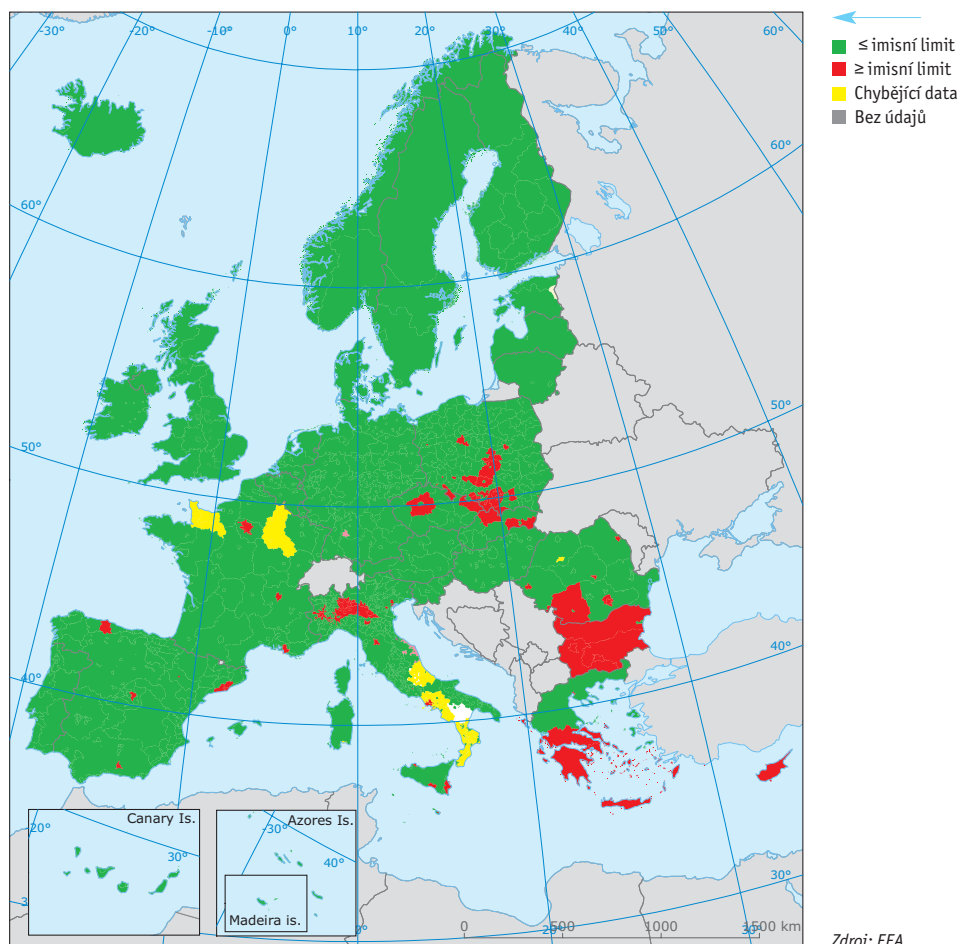 -30°
-20°
-10°
0°
10°
20°
30°
40°
50°
60°
60°
60°
50°
50°
40°
40°
30°
20°
30°
-30°
40°
30°
Canary Is.
Azores Is.
Madeira is.
0
500
1000
1500 km
≤ imisní limit
≥ imisní limit
Chybějící data
Bez údajů
Zdroj: EEA